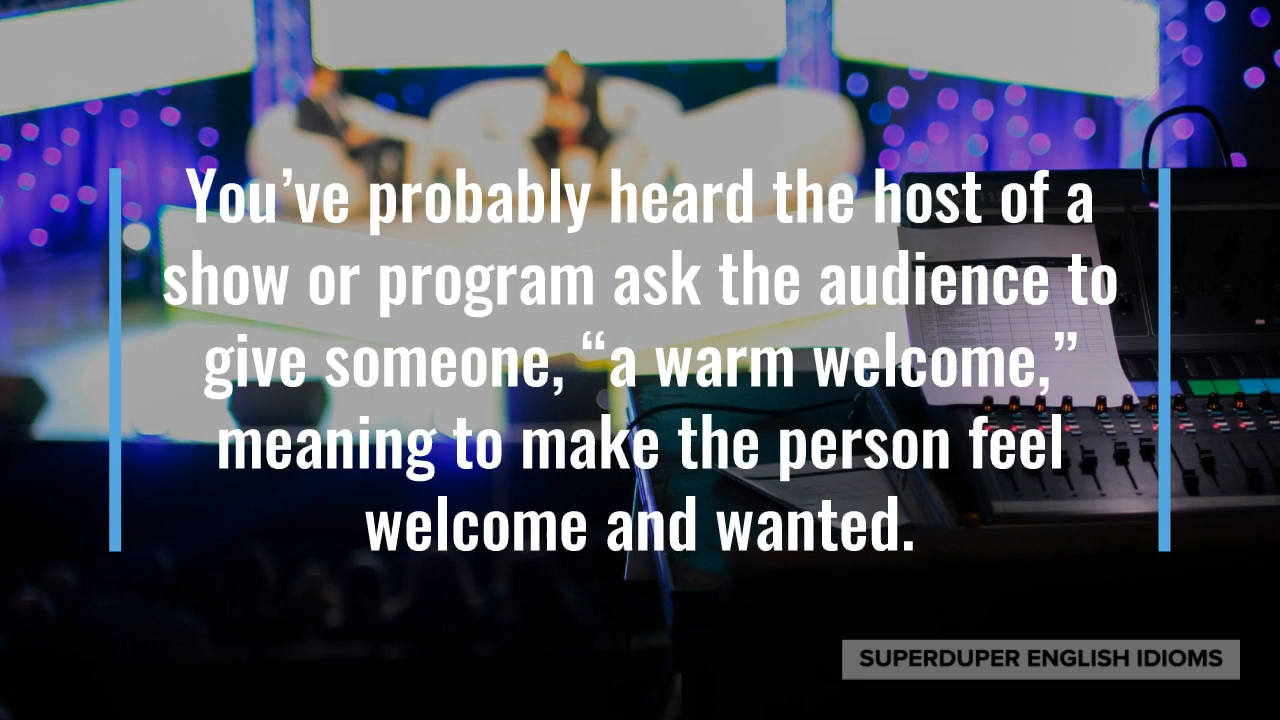 You’ve probably heard the host of a
show or program ask the audience to
give someone, “a warm welcome,”
meaning to make the person feel
welcome and wanted.
SUPERDUPER ENGLISH IDIOMS